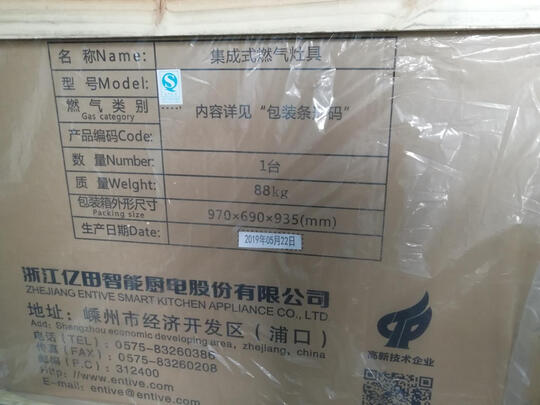 名 称Name: 集成式燃气灶具
型 号Model:
燃 气 类 别 内容详见“包装条形码”
Gas category
产品编码Code:
数 量Number: 1台
质 量Weight: 88kg
包装箱外形尺寸 970×690×935(mm)
Packing size
生产日期Date: 2019年05月22日
浙江亿田智能厨电股份有限公司
ZHEJIANG ENTIVE SMART KITCHEN APPLIANCE CO., LTD.
地址: 嵊州市经济开发区(浦口)
Add: Shengzhou economic developing area, zhejiang, china
电话(TEL): 0575-83260386
传真(FAX): 0575-83260208
邮编(P.C): 312400
Http://www.entive.com
E-mail: entive@entive.com
高新技术企业